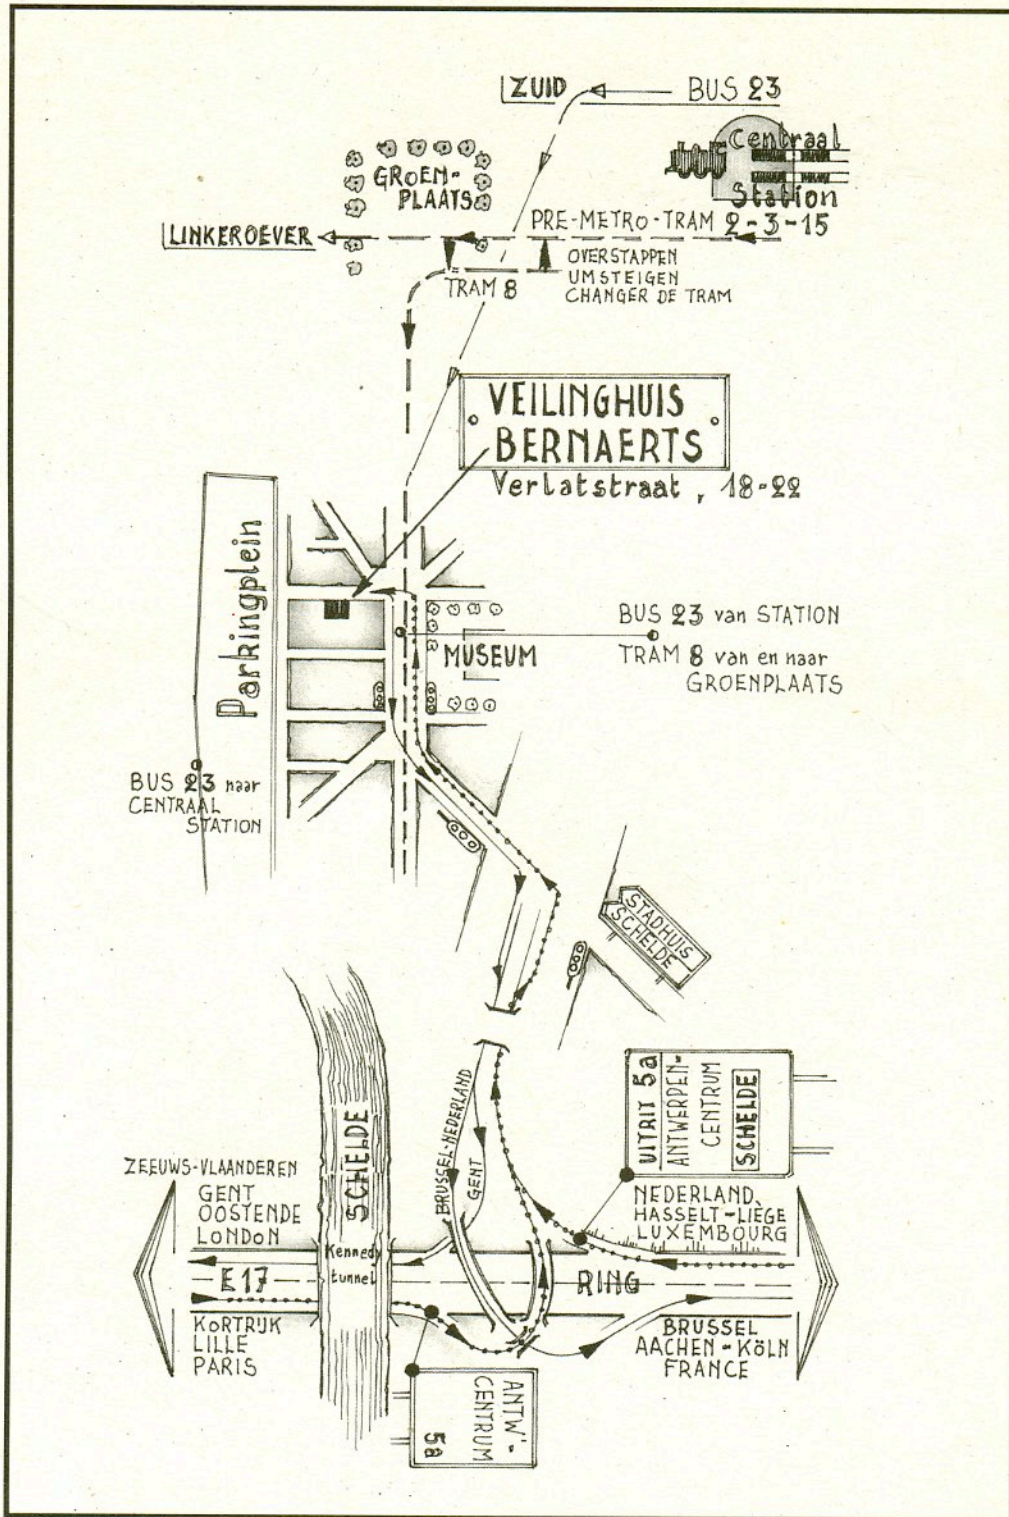 ZUID
BUS 23
Centraal
Station
GROEN-
PLAATS
PRE-METRO-TRAM 2-3-15
LINKEROEVER
OVERSTAPPEN
UMSTEIGEN
CHANGER DE TRAM
TRAM 8
VEILINGHUIS
BERNAERTS
Verlatstraat, 18-22
Parkingplein
BUS 23 van STATION
TRAM 8 van en naar
GROENPLAATS
MUSEUM
BUS 23 naar
CENTRAAL
STATION
STADHUIS
SCHELDE
UITRIT 5a
ANTWERPEN-
CENTRUM
SCHELDE
SCHELDE
BRUSSEL-NEDERLAND
GENT
ZEEUWS-VLAANDEREN
GENT
OOSTENDE
LONDON
NEDERLAND
HASSELT-LIÈGE
LUXEMBOURG
Kennedy
tunnel
E17
RING
KORTRIJK
LILLE
PARIS
BRUSSEL
AACHEN-KÖLN
FRANCE
ANTW'-
CENTRUM
5a